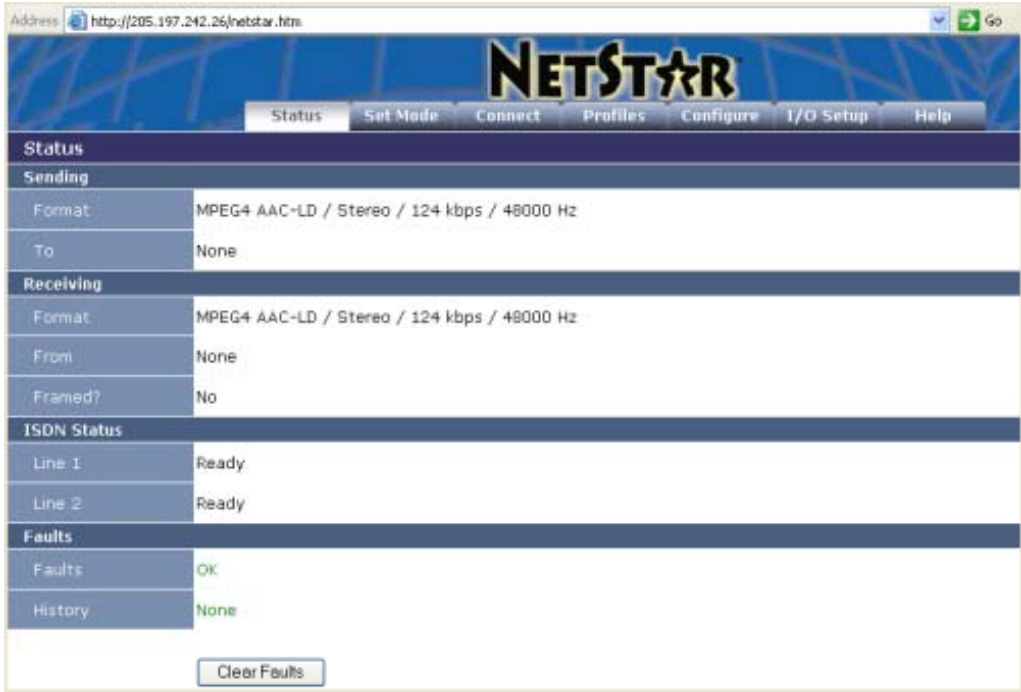 Address http://205.197.242.26/netstar.htm Go
NETSTAR
Status Set Mode Connect Profiles Configure I/O Setup Help
Status
Sending
Format MPEG4 AAC-LD / Stereo / 124 kbps / 48000 Hz
To None
Receiving
Format MPEG4 AAC-LD / Stereo / 124 kbps / 48000 Hz
From None
Framed? No
ISDN Status
Line 1 Ready
Line 2 Ready
Faults
Faults OK
History None
Clear Faults